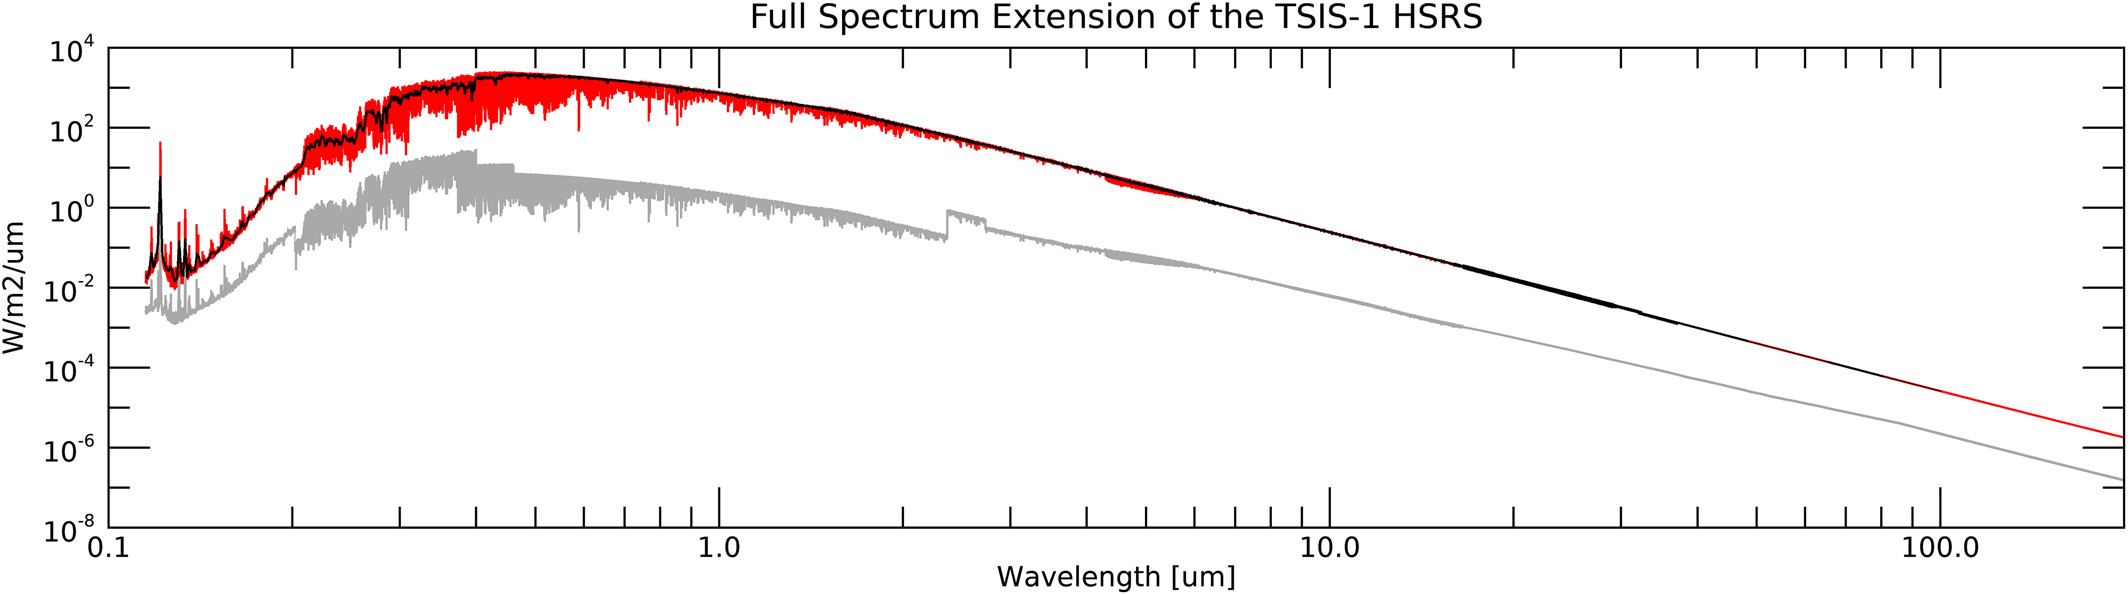 Full Spectrum Extension of the TSIS-1 HSRS
10^4
10^2
10^0
10^-2
10^-4
10^-6
10^-8
W/m2/um
0.1 1.0 10.0 100.0
Wavelength [um]